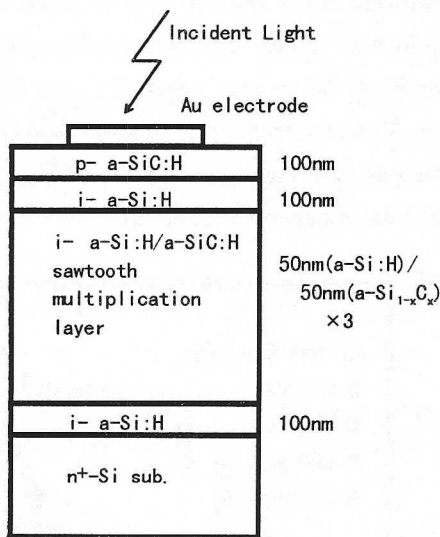 Incident Light
Au electrode
p- a-SiC:H
100nm
i- a-Si:H
100nm
i- a-Si:H/a-SiC:H
sawtooth
multiplication
layer
50nm(a-Si:H)/
50nm(a-Si₁₋ₓCₓ)
×3
i- a-Si:H
100nm
n⁺-Si sub.